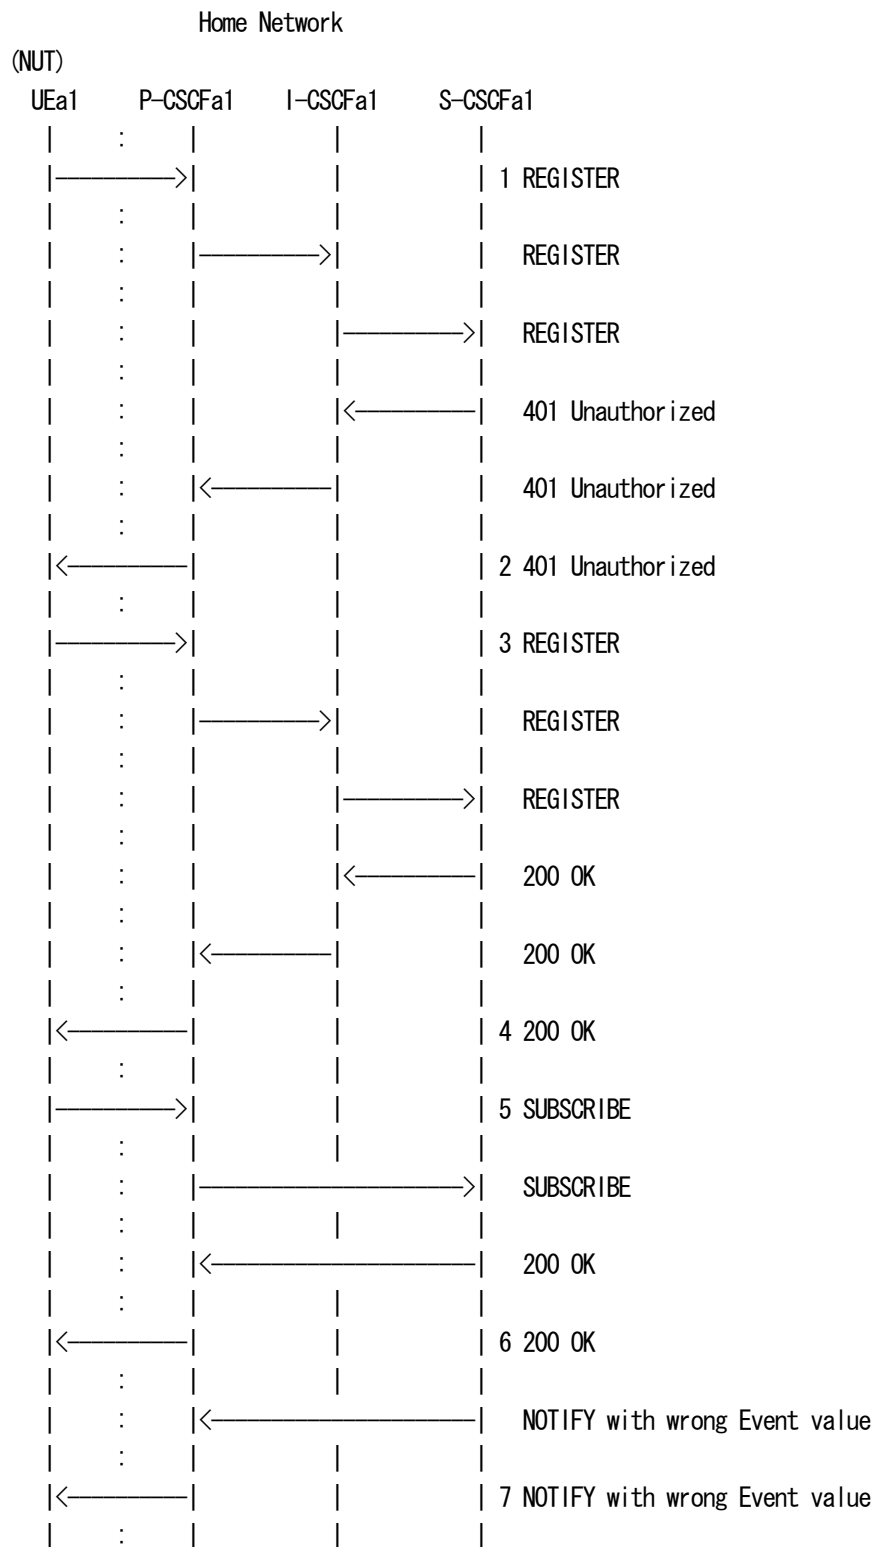 Home Network
(NUT)
UEa1 P-CSCFa1 I-CSCFa1 S-CSCFa1
1 REGISTER
REGISTER
REGISTER
401 Unauthorized
401 Unauthorized
2 401 Unauthorized
3 REGISTER
REGISTER
REGISTER
200 OK
200 OK
4 200 OK
5 SUBSCRIBE
SUBSCRIBE
200 OK
6 200 OK
NOTIFY with wrong Event value
7 NOTIFY with wrong Event value